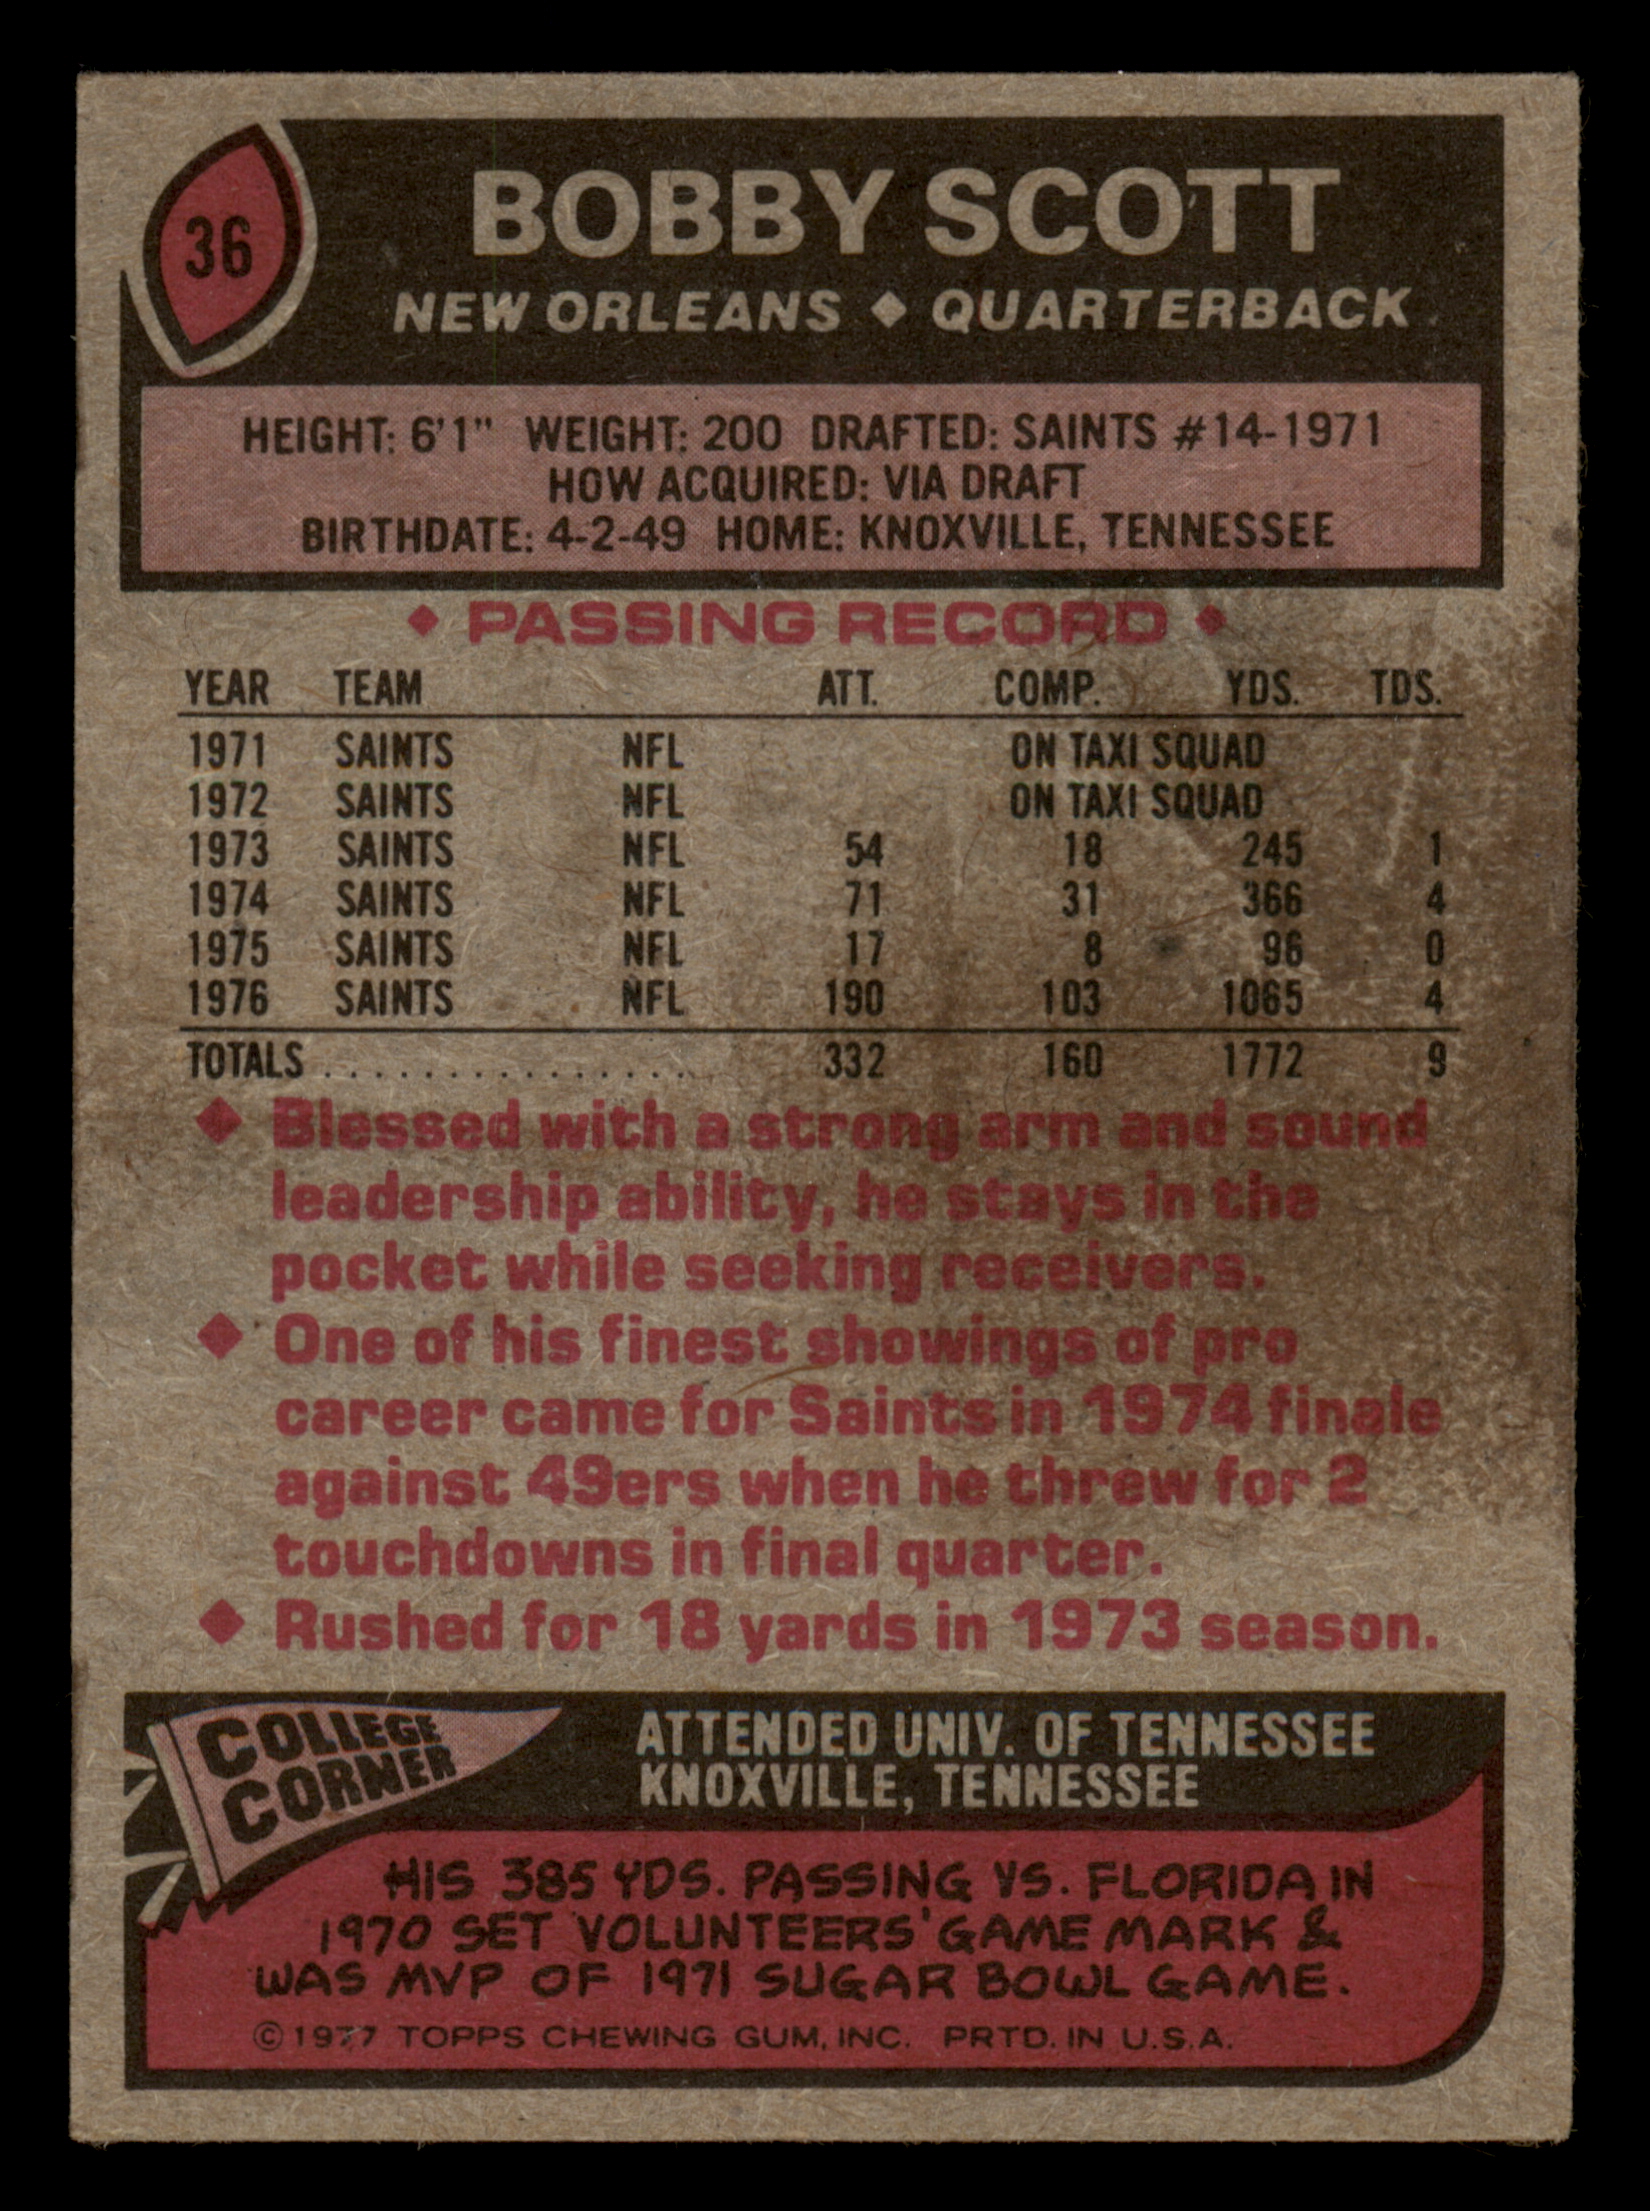 36
BOBBY SCOTT
NEW ORLEANS ◆ QUARTERBACK
HEIGHT: 6'1" WEIGHT: 200 DRAFTED: SAINTS #14-1971
HOW ACQUIRED: VIA DRAFT
BIRTHDATE: 4-2-49 HOME: KNOXVILLE, TENNESSEE
◆ PASSING RECORD ◆
YEAR TEAM ATT. COMP. YDS. TDS.
1971 SAINTS NFL ON TAXI SQUAD
1972 SAINTS NFL ON TAXI SQUAD
1973 SAINTS NFL 54 18 245 1
1974 SAINTS NFL 71 31 366 4
1975 SAINTS NFL 17 8 96 0
1976 SAINTS NFL 190 103 1065 4
TOTALS . . . . . . . . . . . . . . . . 332 160 1772 9
◆ Blessed with a strong arm and sound
leadership ability, he stays in the
pocket while seeking receivers.
◆ One of his finest showings of pro
career came for Saints in 1974 finale
against 49ers when he threw for 2
touchdowns in final quarter.
◆ Rushed for 18 yards in 1973 season.
COLLEGE
CORNER
ATTENDED UNIV. OF TENNESSEE
KNOXVILLE, TENNESSEE
HIS 385 YDS. PASSING VS. FLORIDA IN
1970 SET VOLUNTEERS' GAME MARK &
WAS MVP OF 1971 SUGAR BOWL GAME.
© 1977 TOPPS CHEWING GUM, INC. PRTD. IN U.S.A.